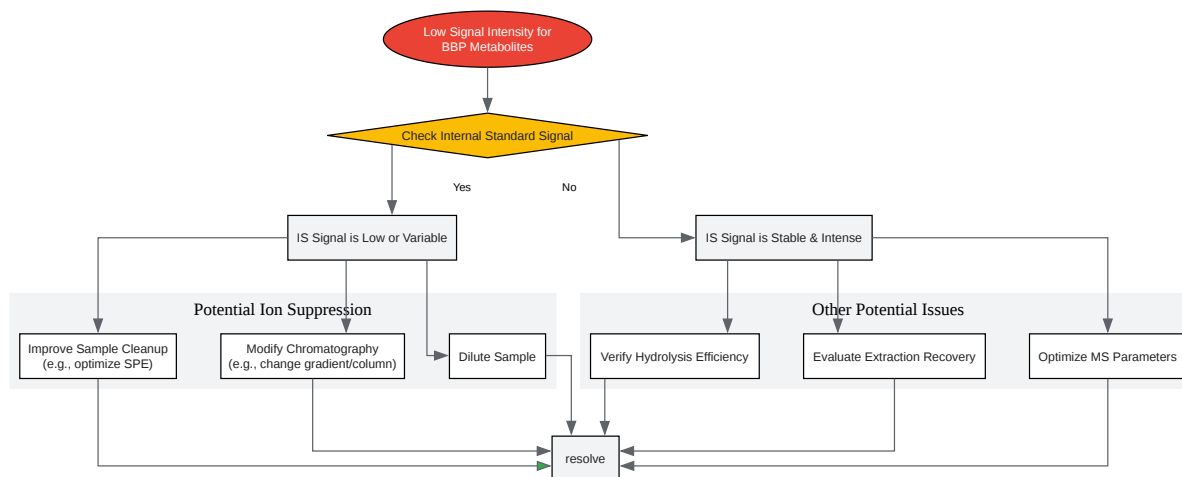 Low Signal Intensity for
BBP Metabolites
Check Internal Standard Signal
Yes
No
IS Signal is Low or Variable
IS Signal is Stable & Intense
Potential Ion Suppression
Other Potential Issues
Improve Sample Cleanup
(e.g., optimize SPE)
Modify Chromatography
(e.g., change gradient/column)
Dilute Sample
Verify Hydrolysis Efficiency
Evaluate Extraction Recovery
Optimize MS Parameters
resolve